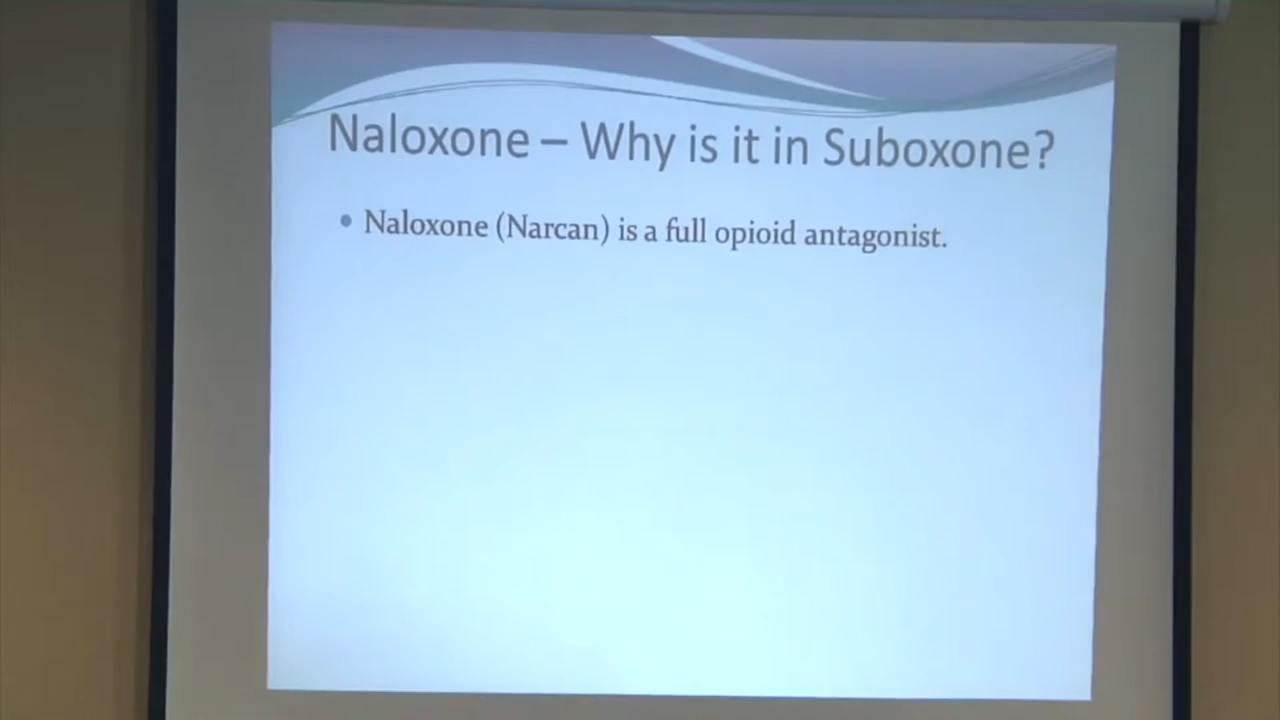 Naloxone – Why is it in Suboxone?
• Naloxone (Narcan) is a full opioid antagonist.